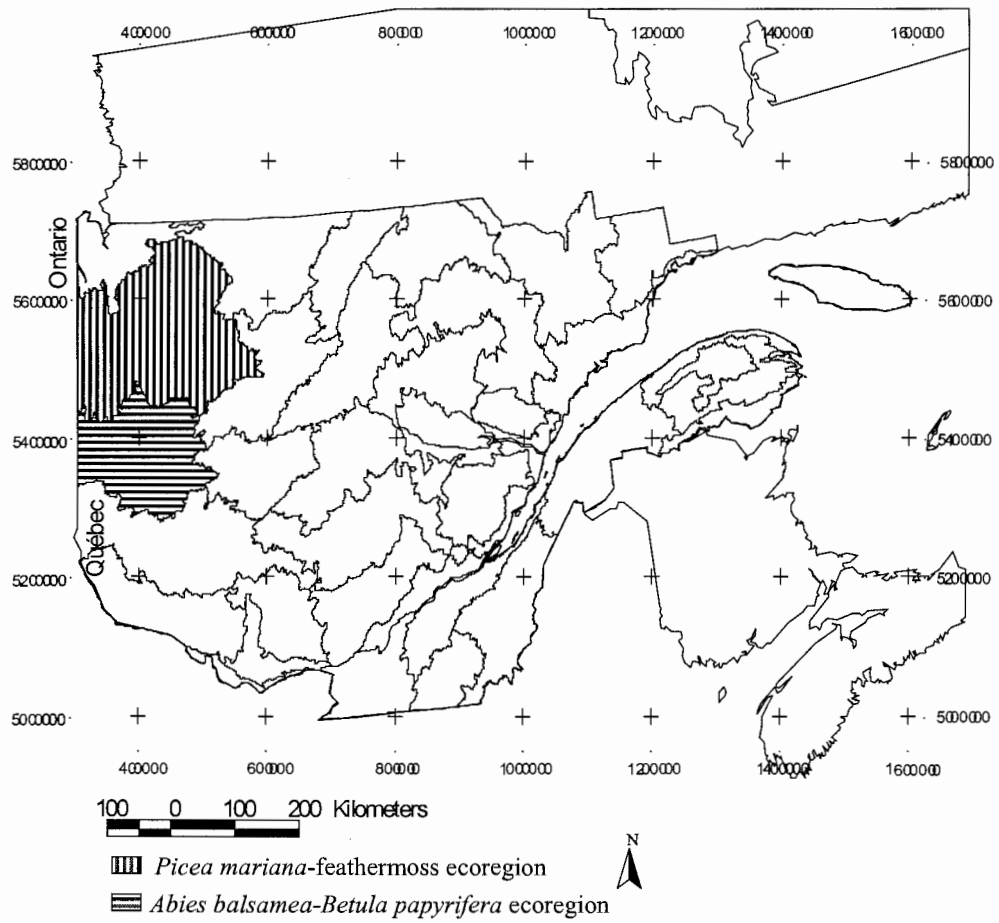 400000 600000 800000 1000000 1200000 1400000 1600000
5800000 5800000
Ontario
5600000 5600000
5400000 5400000
Québec
5200000 5200000
5000000 5000000
400000 600000 800000 1000000 1200000 1400000 1600000
100 0 100 200 Kilometers
N
Picea mariana-feathermoss ecoregion
Abies balsamea-Betula papyrifera ecoregion